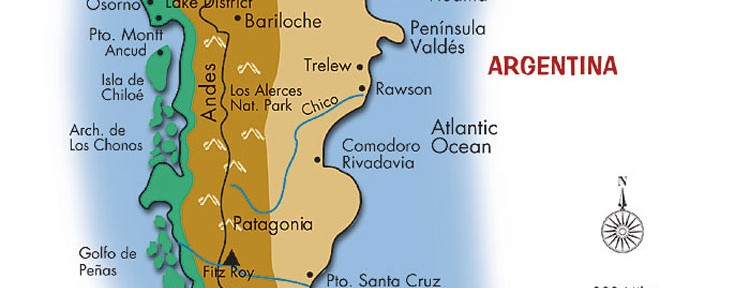 Osorno
Lake District
Bariloche
Península
Valdés
Pto. Montt
Ancud
Trelew
ARGENTINA
Isla de
Chiloé
Andes
Los Alerces
Nat. Park
Chico
Rawson
Arch. de
Los Chonos
Comodoro
Rivadavia
Atlantic
Ocean
N
Patagonia
Golfo de
Peñas
Fitz Roy
Pto. Santa Cruz